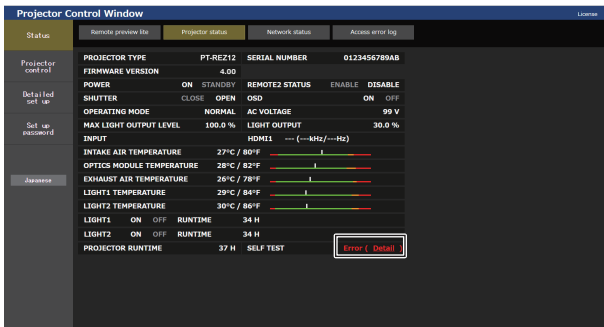 Projector Control Window
License
Status
Remote preview lite
Projector status
Network status
Access error log
Projector
control
Detailed
set up
Set up
password
Japanese
PROJECTOR TYPE PT-REZ12 SERIAL NUMBER 0123456789AB
FIRMWARE VERSION 4.00
POWER ON STANDBY REMOTE2 STATUS ENABLE DISABLE
SHUTTER CLOSE OPEN OSD ON OFF
OPERATING MODE NORMAL AC VOLTAGE 99 V
MAX LIGHT OUTPUT LEVEL 100.0 % LIGHT OUTPUT 30.0 %
INPUT HDMI1 --- (---kHz/---Hz)
INTAKE AIR TEMPERATURE 27°C / 80°F
OPTICS MODULE TEMPERATURE 28°C / 82°F
EXHAUST AIR TEMPERATURE 26°C / 78°F
LIGHT1 TEMPERATURE 29°C / 84°F
LIGHT2 TEMPERATURE 30°C / 86°F
LIGHT1 ON OFF RUNTIME 34 H
LIGHT2 ON OFF RUNTIME 34 H
PROJECTOR RUNTIME 37 H SELF TEST Error ( Detail )